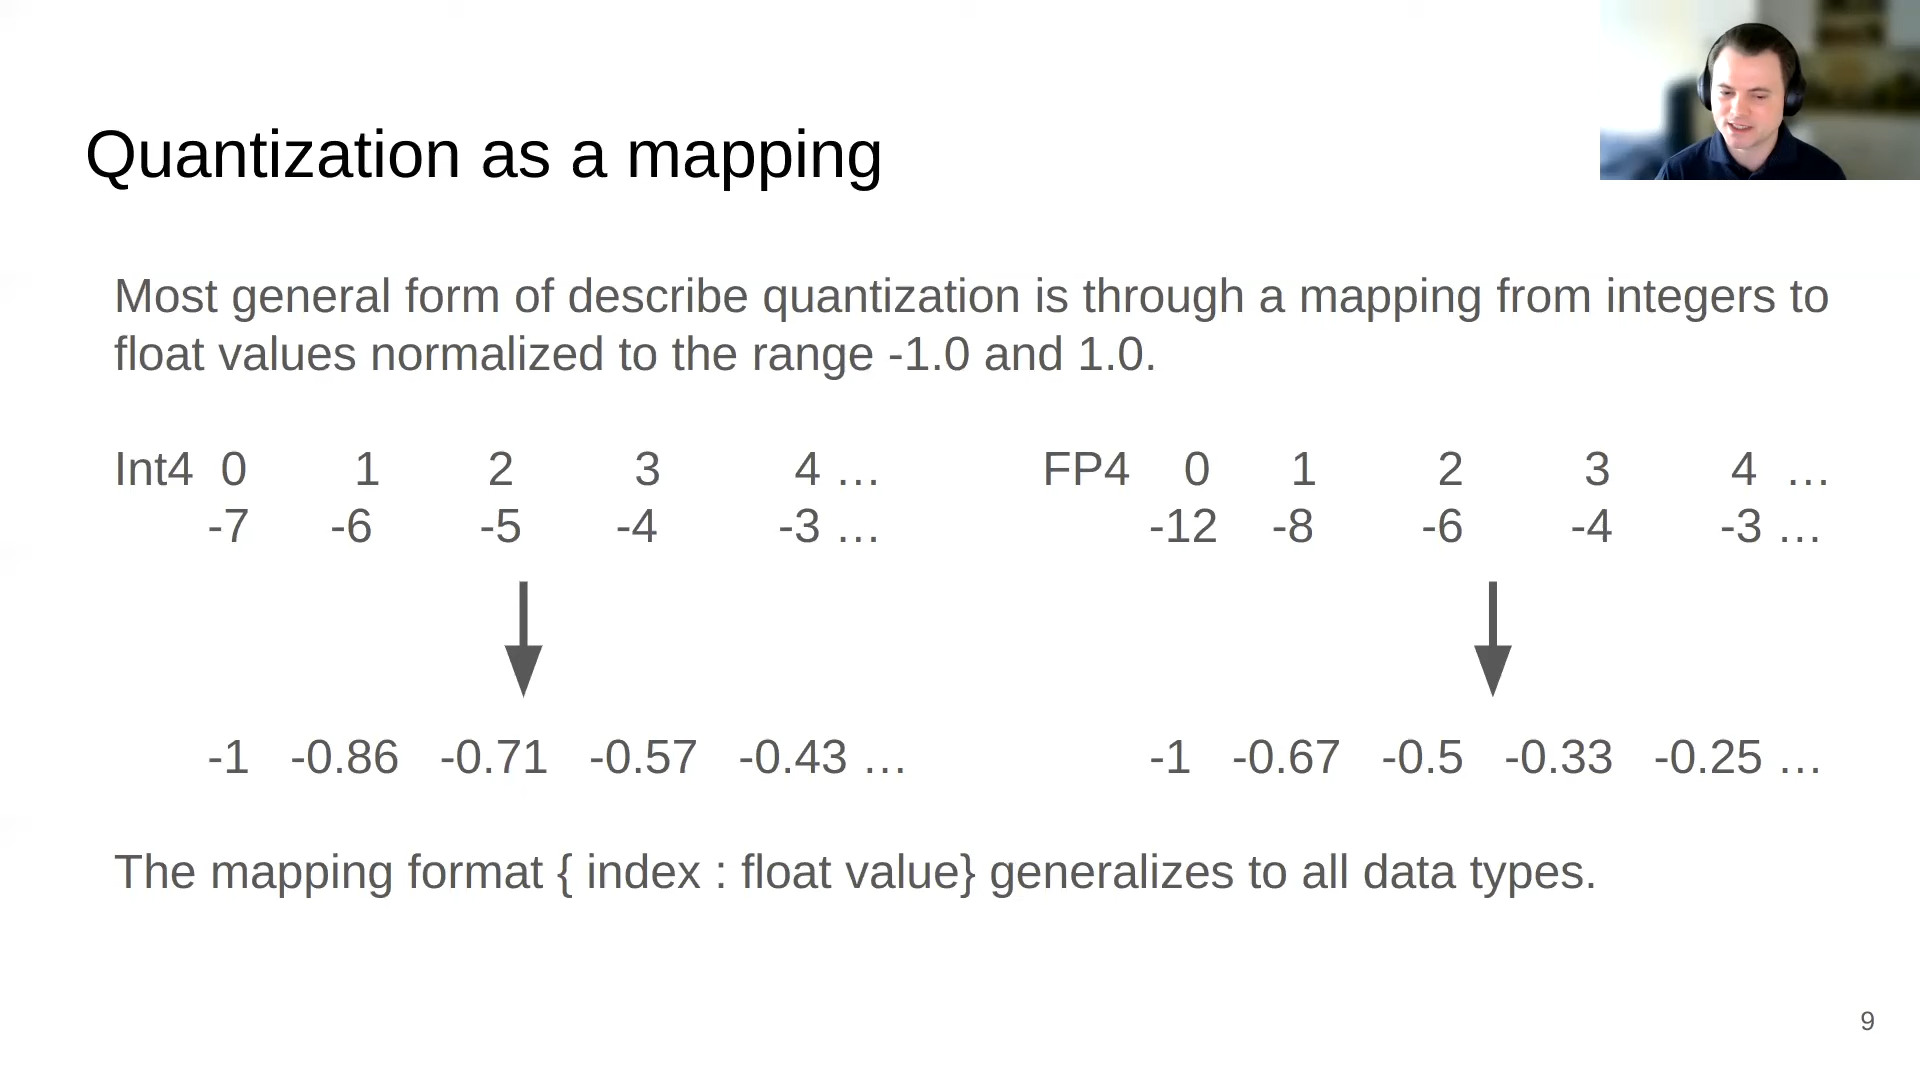 Quantization as a mapping
Most general form of describe quantization is through a mapping from integers to
float values normalized to the range -1.0 and 1.0.
Int4 0 1 2 3 4 … FP4 0 1 2 3 4 …
-7 -6 -5 -4 -3 … -12 -8 -6 -4 -3 …
-1 -0.86 -0.71 -0.57 -0.43 … -1 -0.67 -0.5 -0.33 -0.25 …
The mapping format { index : float value} generalizes to all data types.
9